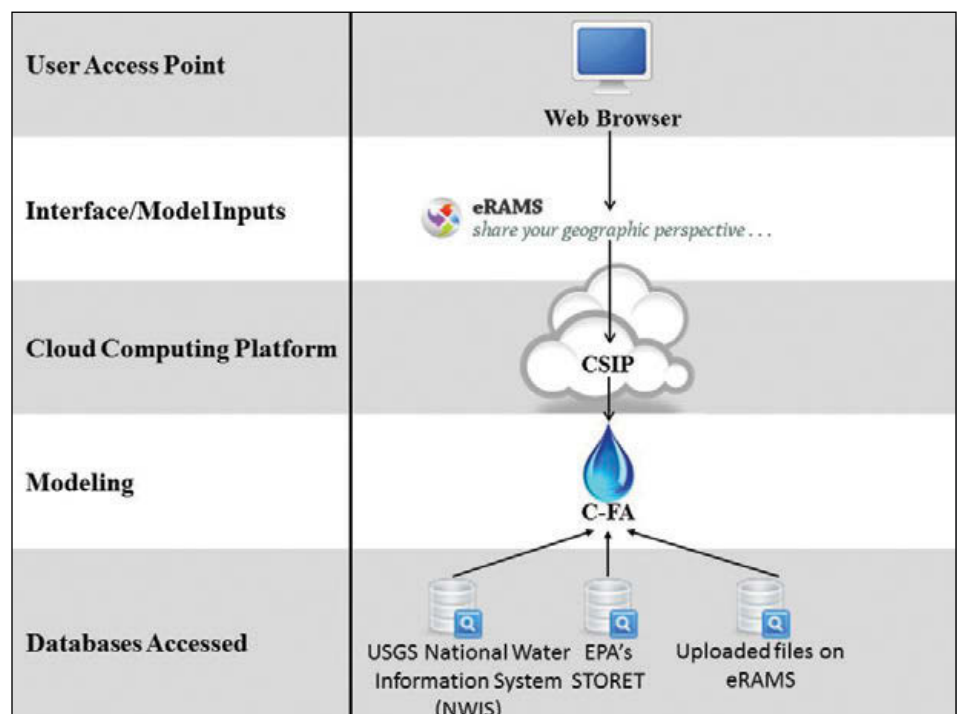 User Access Point
Web Browser
Interface/Model Inputs
eRAMS
share your geographic perspective . . .
Cloud Computing Platform
CSIP
Modeling
C-FA
Databases Accessed
USGS National Water
Information System
(NWIS)
EPA's
STORET
Uploaded files on
eRAMS